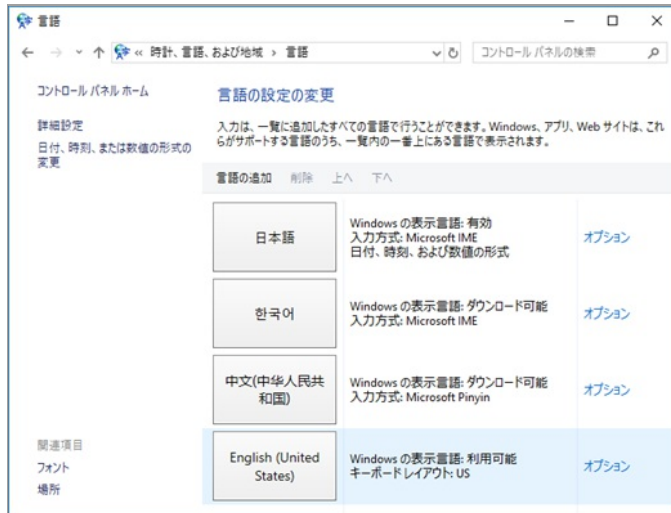 言語
« 時計、言語、および地域 › 言語
コントロール パネルの検索
コントロール パネル ホーム
詳細設定
日付、時刻、または数値の形式の
変更
言語の設定の変更
入力は、一覧に追加したすべての言語で行うことができます。Windows、アプリ、Web サイトは、これ
らがサポートする言語のうち、一覧内の一番上にある言語で表示されます。
言語の追加 削除 上へ 下へ
日本語
Windows の表示言語: 有効
入力方式: Microsoft IME
日付、時刻、および数値の形式
オプション
한국어
Windows の表示言語: ダウンロード可能
入力方式: Microsoft IME
オプション
中文(中华人民共
和国)
Windows の表示言語: ダウンロード可能
入力方式: Microsoft Pinyin
オプション
English (United
States)
Windows の表示言語: 利用可能
キーボード レイアウト: US
オプション
関連項目
フォント
場所